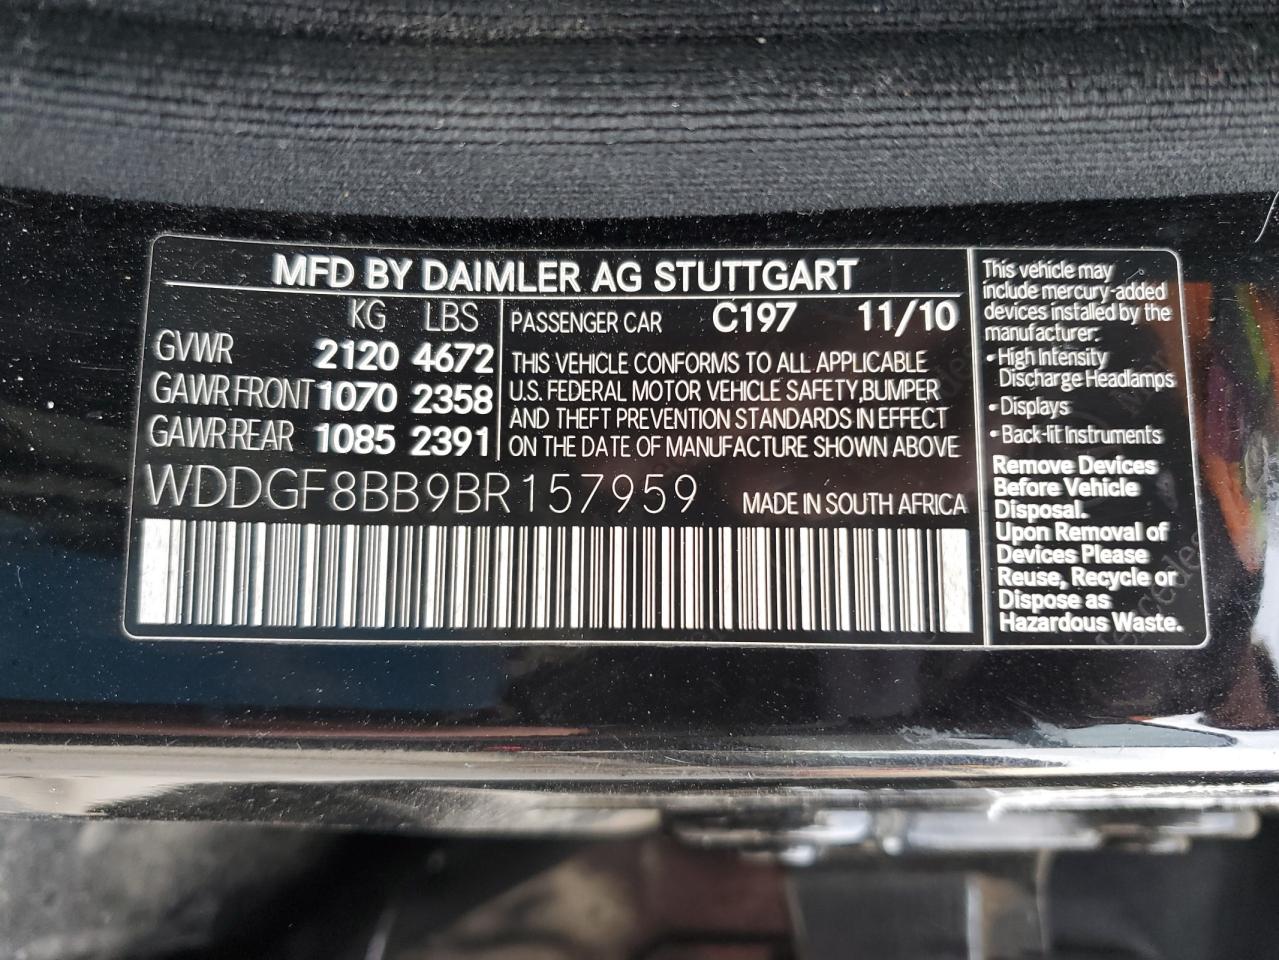 MFD BY DAIMLER AG STUTTGART
KG LBS
GVWR 2120 4672
GAWR FRONT 1070 2358
GAWR REAR 1085 2391
PASSENGER CAR C197 11/10
THIS VEHICLE CONFORMS TO ALL APPLICABLE
U.S. FEDERAL MOTOR VEHICLE SAFETY,BUMPER
AND THEFT PREVENTION STANDARDS IN EFFECT
ON THE DATE OF MANUFACTURE SHOWN ABOVE
WDDGF8BB9BR157959 MADE IN SOUTH AFRICA
This vehicle may
include mercury-added
devices installed by the
manufacturer:
• High Intensity
Discharge Headlamps
• Displays
• Back-lit Instruments
Remove Devices
Before Vehicle
Disposal.
Upon Removal of
Devices Please
Reuse, Recycle or
Dispose as
Hazardous Waste.